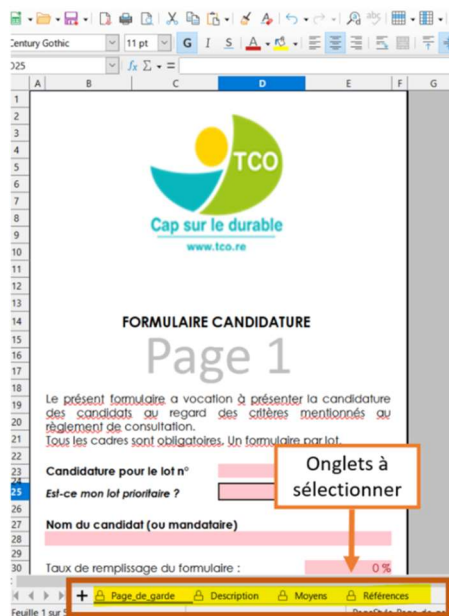 Century Gothic
11 pt
G I S
D25
A B C D E F G
TCO
Cap sur le durable
www.tco.re
FORMULAIRE CANDIDATURE
Page 1
Le présent formulaire a vocation à présenter la candidature
des candidats au regard des critères mentionnés au
règlement de consultation.
Tous les cadres sont obligatoires. Un formulaire par lot.
Candidature pour le lot n°
Est-ce mon lot prioritaire ?
Onglets à
sélectionner
Nom du candidat (ou mandataire)
Taux de remplissage du formulaire :
0 %
Page_de_garde
Description
Moyens
Références
Feuille 1 sur 5